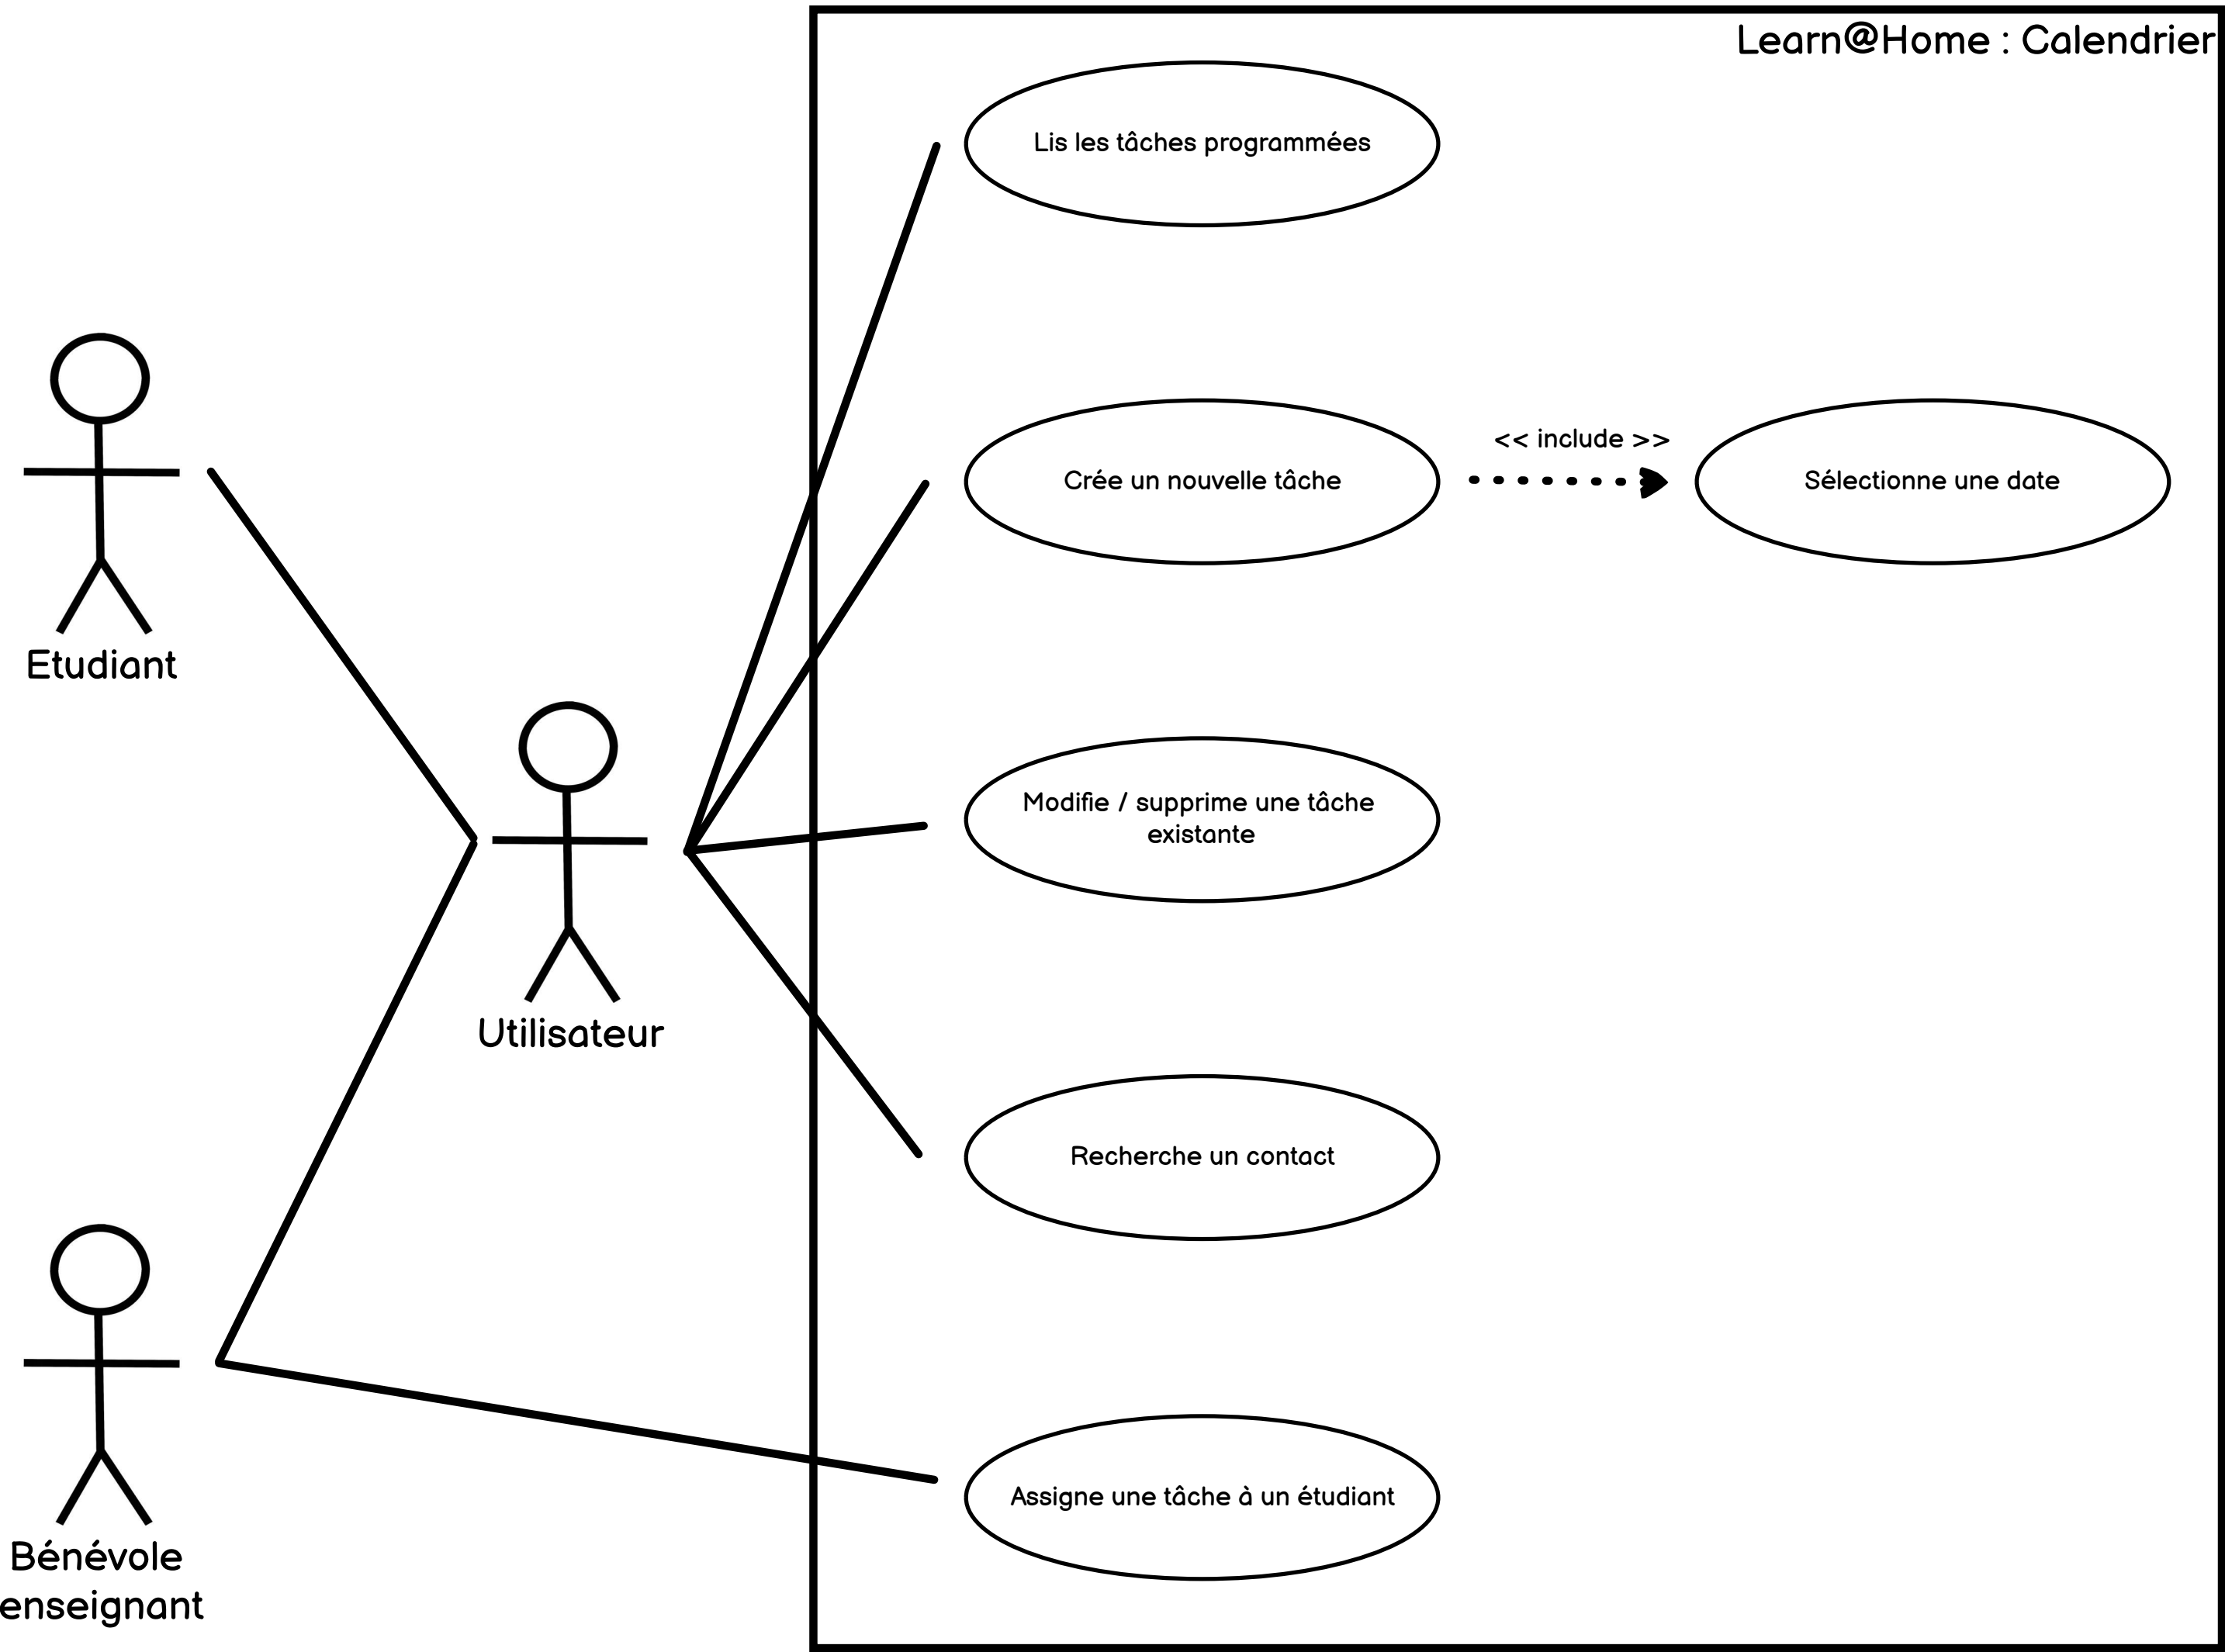 Learn@Home : Calendrier
Lis les tâches programmées
<< include >>
Crée un nouvelle tâche
Sélectionne une date
Etudiant
Modifie / supprime une tâche
existante
Utilisateur
Recherche un contact
Assigne une tâche à un étudiant
Bénévole
enseignant